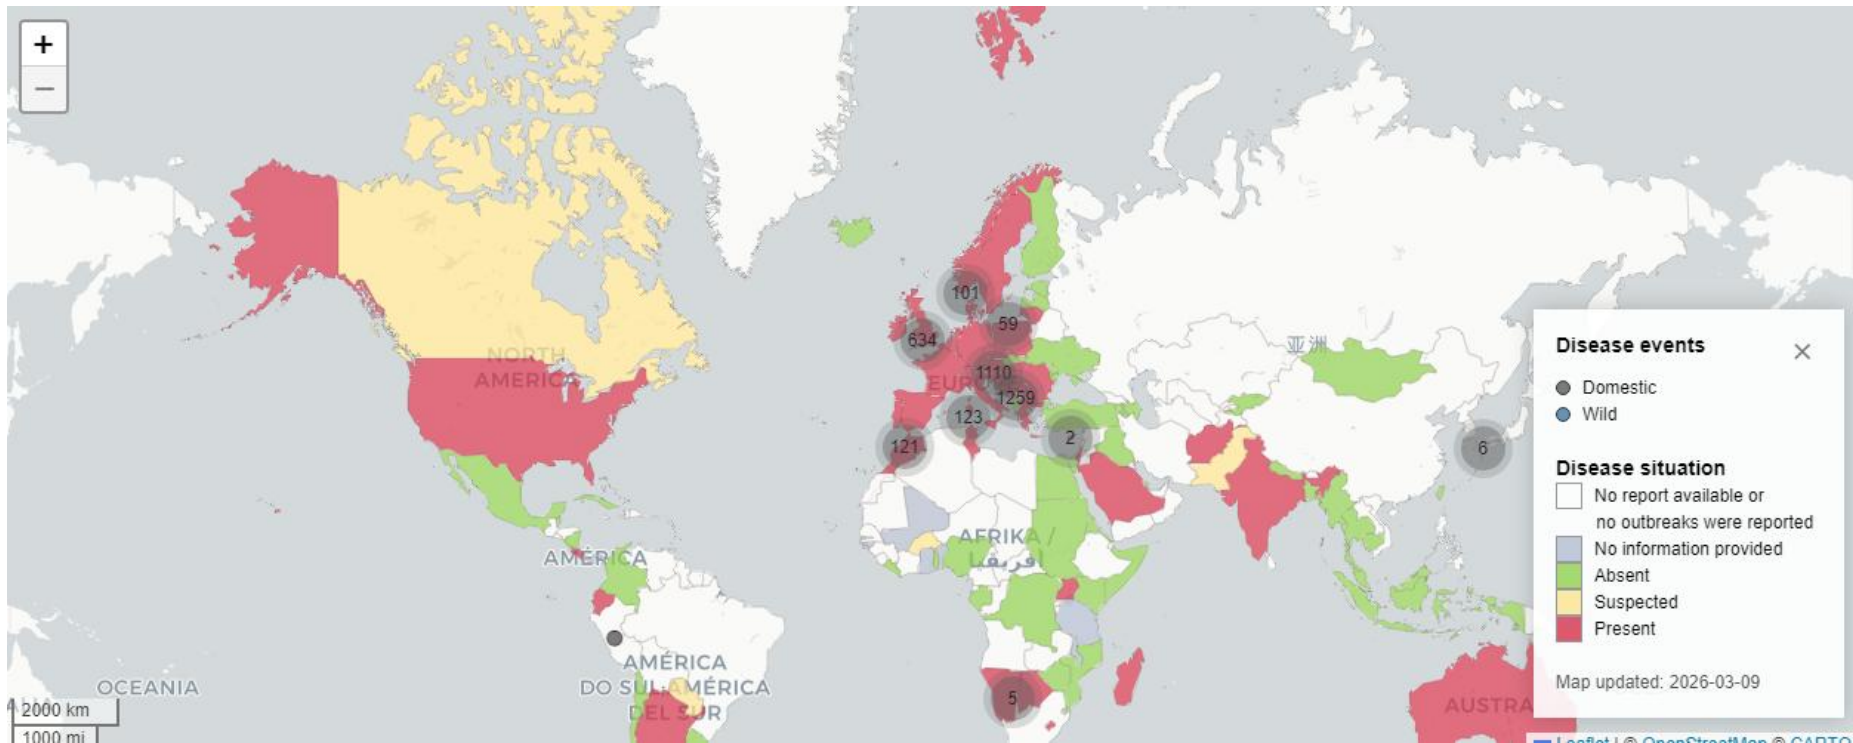 +
−
NORTH
AMERICA
101
59
634
1110
EURO
1259
123
121
2
6
亚洲
AFRIKA /
افريقيا
AMÉRICA
AMÉRICA
DO SUL AMÉRICA
DEL SUR
5
OCEANIA
AUSTRA
2000 km
1000 mi
Disease events
×
Domestic
Wild
Disease situation
No report available or
no outbreaks were reported
No information provided
Absent
Suspected
Present
Map updated: 2026-03-09
Leaflet | © OpenStreetMap © CARTO